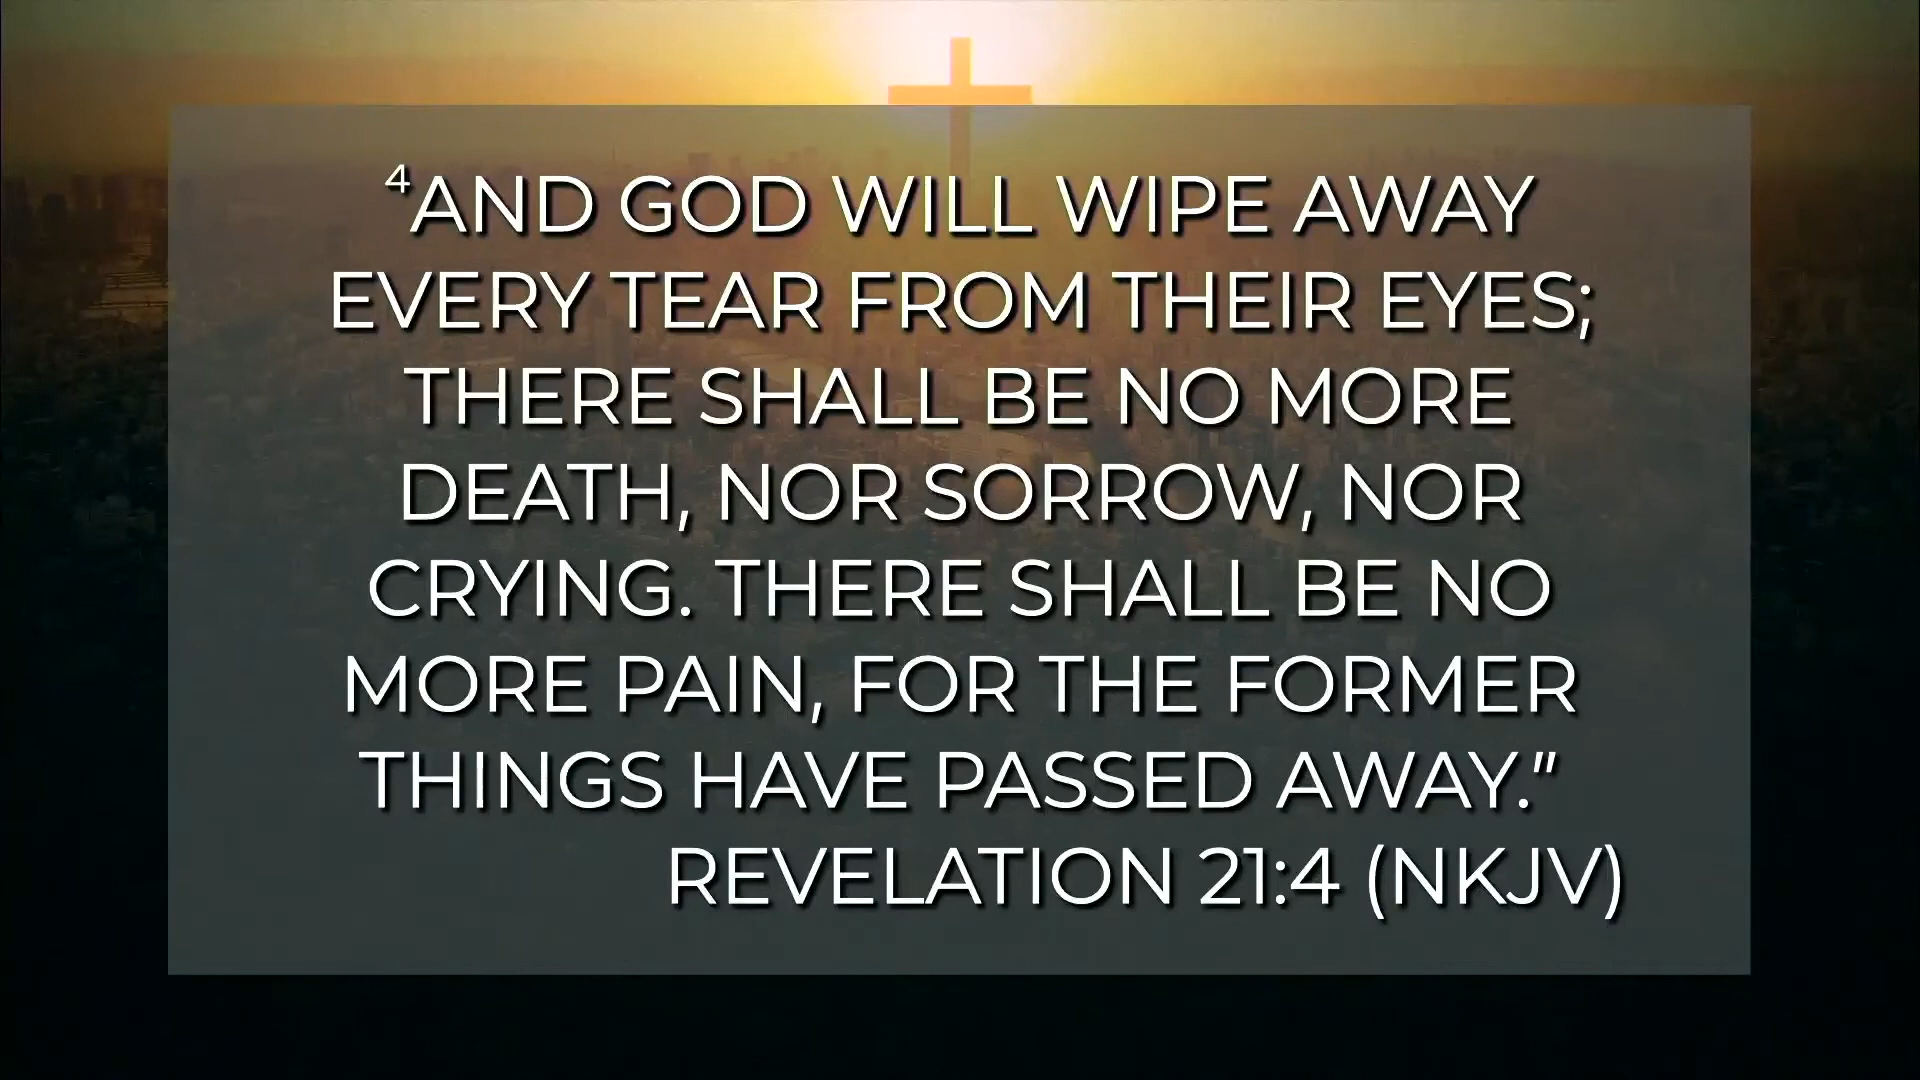 ⁴AND GOD WILL WIPE AWAY
EVERY TEAR FROM THEIR EYES;
THERE SHALL BE NO MORE
DEATH, NOR SORROW, NOR
CRYING. THERE SHALL BE NO
MORE PAIN, FOR THE FORMER
THINGS HAVE PASSED AWAY."
REVELATION 21:4 (NKJV)